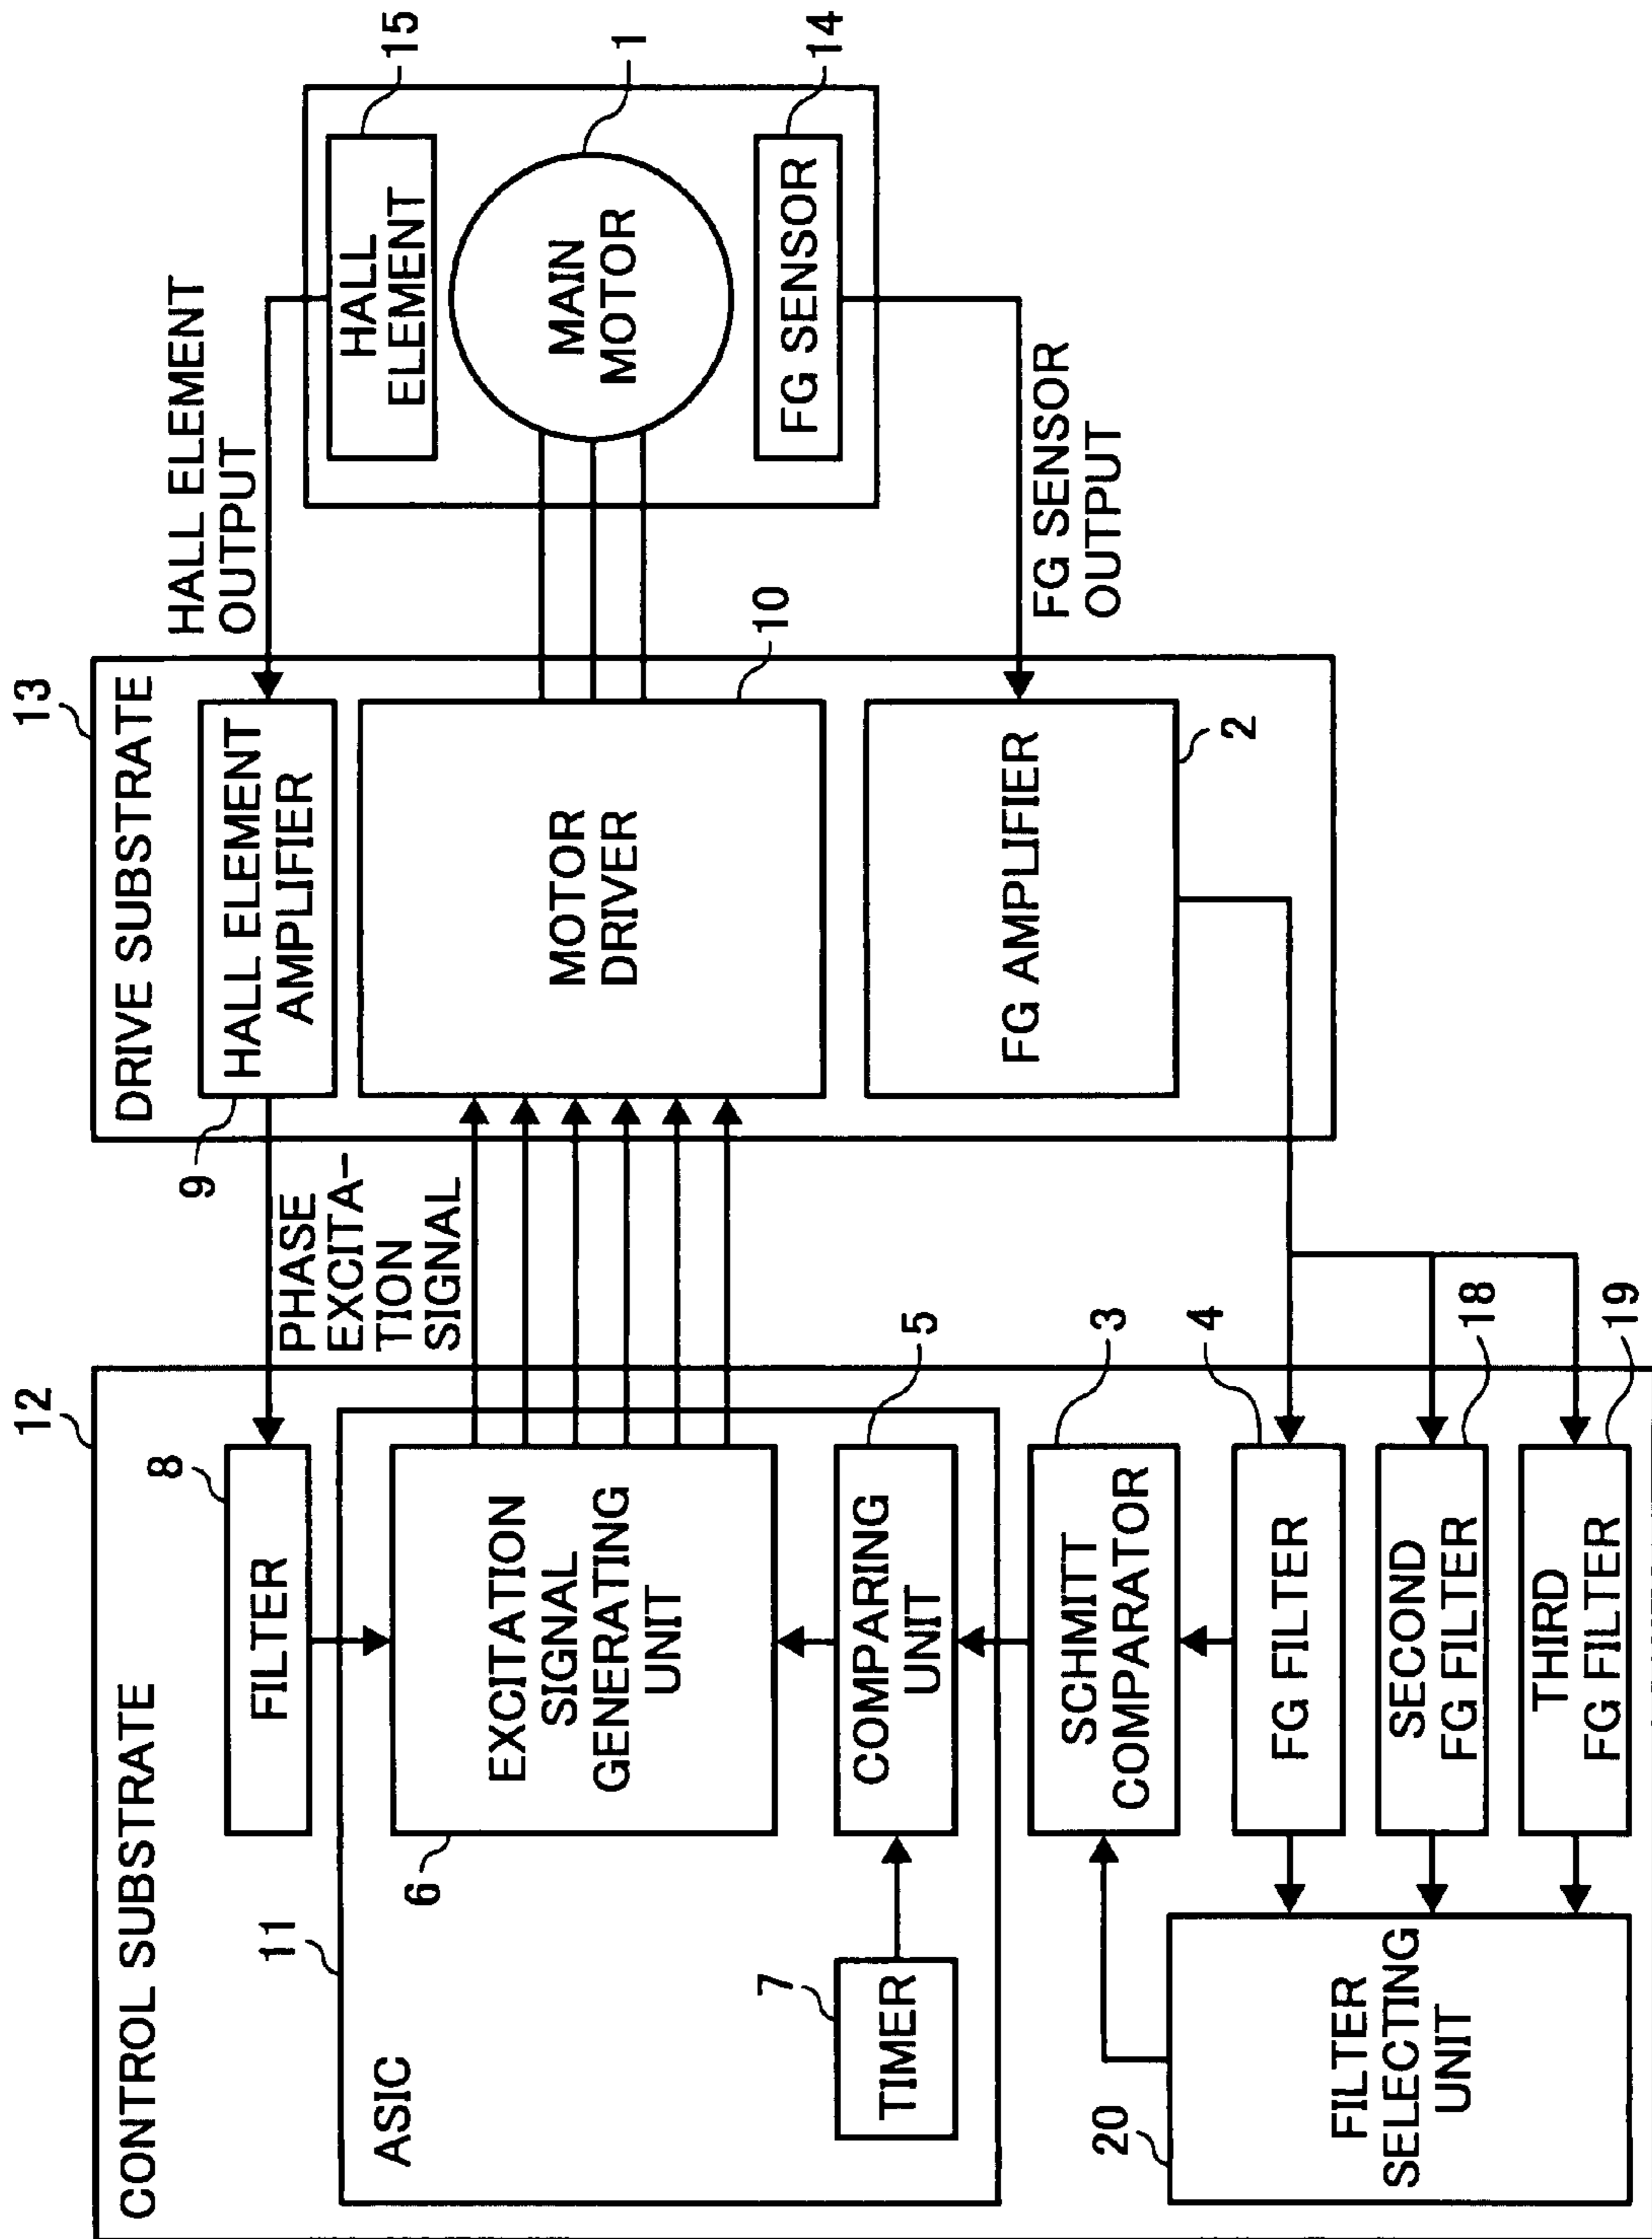 12
CONTROL SUBSTRATE
8
FILTER
11
ASIC
6
EXCITATION
SIGNAL
GENERATING
UNIT
7
TIMER
5
COMPARING
UNIT
3
SCHMITT
COMPARATOR
4
FG FILTER
18
SECOND
FG FILTER
19
THIRD
FG FILTER
20
FILTER
SELECTING
UNIT
PHASE
EXCITA-
TION
SIGNAL
13
DRIVE SUBSTRATE
9
HALL ELEMENT
AMPLIFIER
10
MOTOR
DRIVER
2
FG AMPLIFIER
HALL ELEMENT
OUTPUT
FG SENSOR
OUTPUT
15
HALL
ELEMENT
1
MAIN
MOTOR
14
FG SENSOR